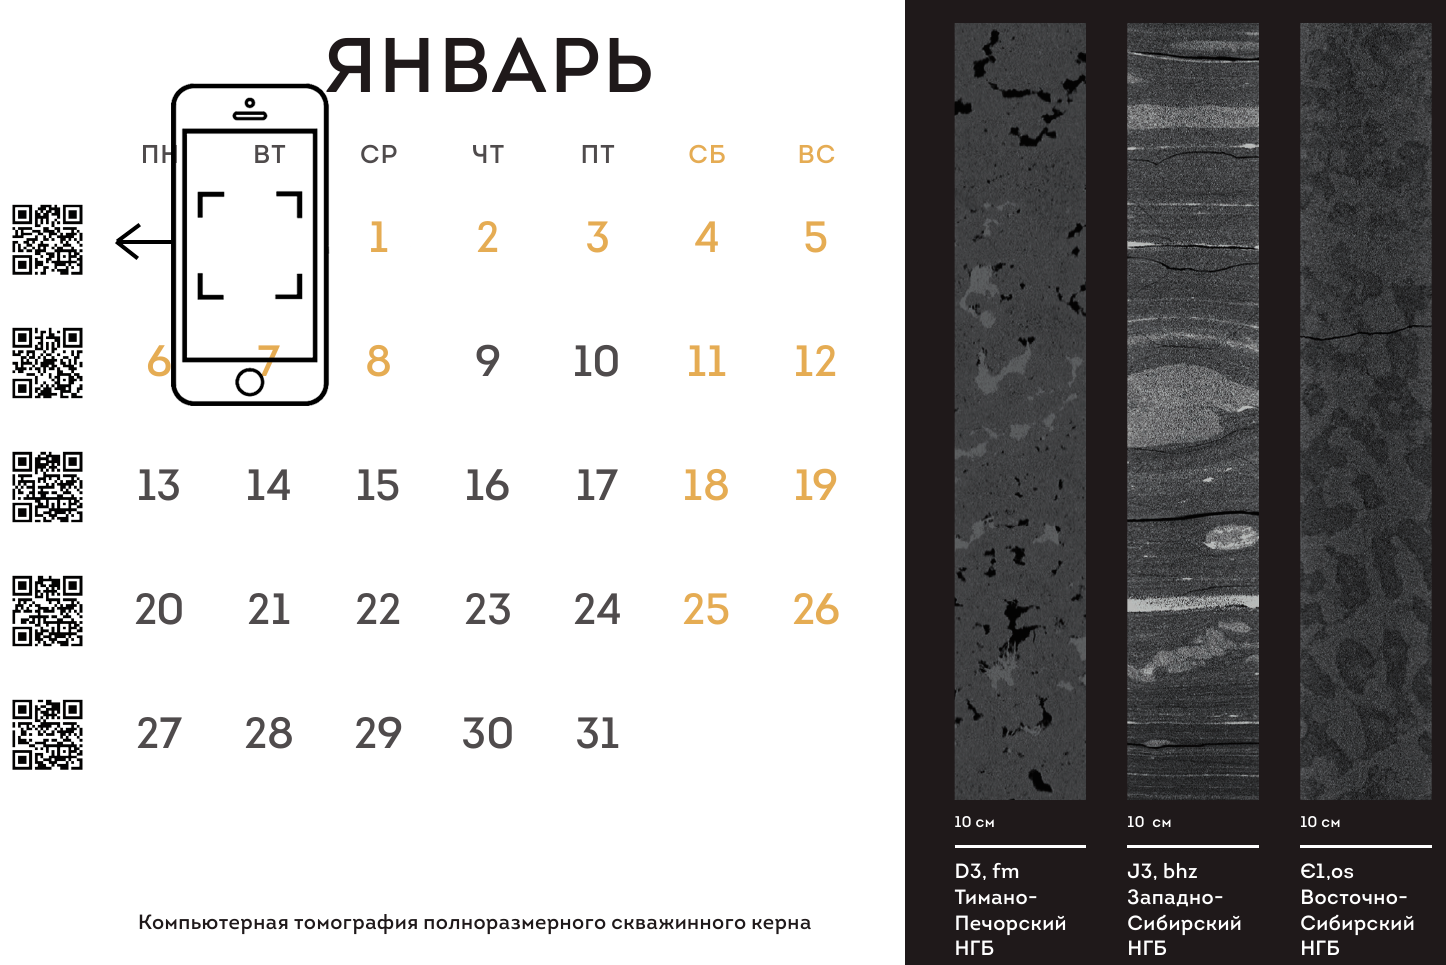 ЯНВАРЬ
ПН ВТ СР ЧТ ПТ СБ ВС
1 2 3 4 5
6 7 8 9 10 11 12
13 14 15 16 17 18 19
20 21 22 23 24 25 26
27 28 29 30 31
Компьютерная томография полноразмерного скважинного керна
10 см
D3, fm
Тимано-
Печорский
НГБ
10 см
J3, bhz
Западно-
Сибирский
НГБ
10 см
Є1,os
Восточно-
Сибирский
НГБ